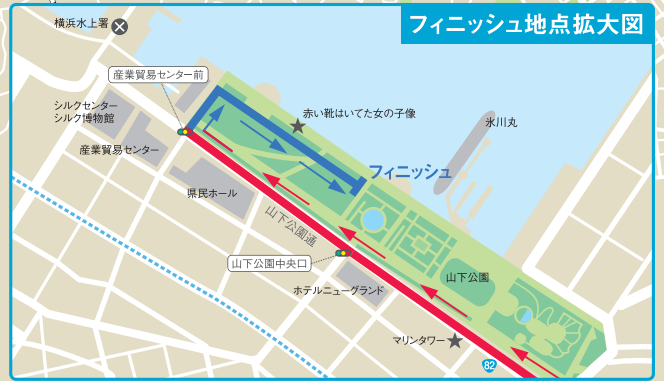 フィニッシュ地点拡大図
横浜水上署
産業貿易センター前
シルクセンター
シルク博物館
赤い靴はいてた女の子像
氷川丸
産業貿易センター
フィニッシュ
県民ホール
山下公園通
山下公園中央口
山下公園
ホテルニューグランド
マリンタワー
82